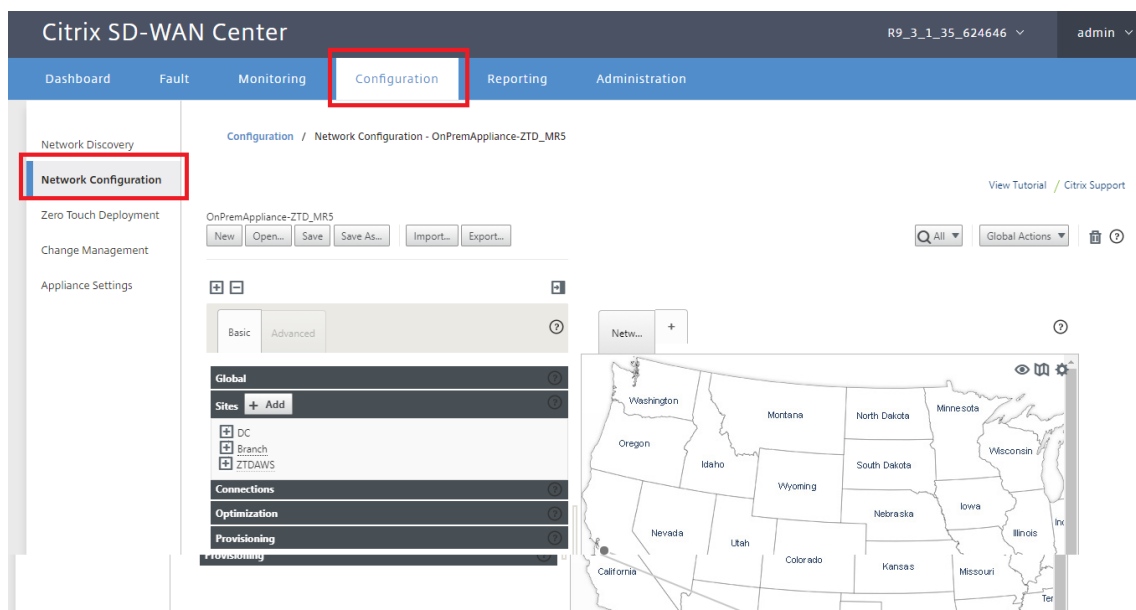 Citrix SD-WAN Center
R9_3_1_35_624646
admin
Dashboard
Fault
Monitoring
Configuration
Reporting
Administration
Network Discovery
Network Configuration
Zero Touch Deployment
Change Management
Appliance Settings
Configuration / Network Configuration - OnPremAppliance-ZTD_MR5
View Tutorial / Citrix Support
OnPremAppliance-ZTD_MR5
New
Open...
Save
Save As...
Import...
Export...
All
Global Actions
Basic
Advanced
Netw...
+
Global
Sites
+ Add
DC
Branch
ZTDAWS
Connections
Optimization
Provisioning
Provisioning
Washington
Montana
North Dakota
Minnesota
Oregon
Idaho
Wisconsin
South Dakota
Wyoming
Iowa
Nebraska
Nevada
Utah
Illinois
Inc
Colorado
California
Kansas
Missouri
Ter